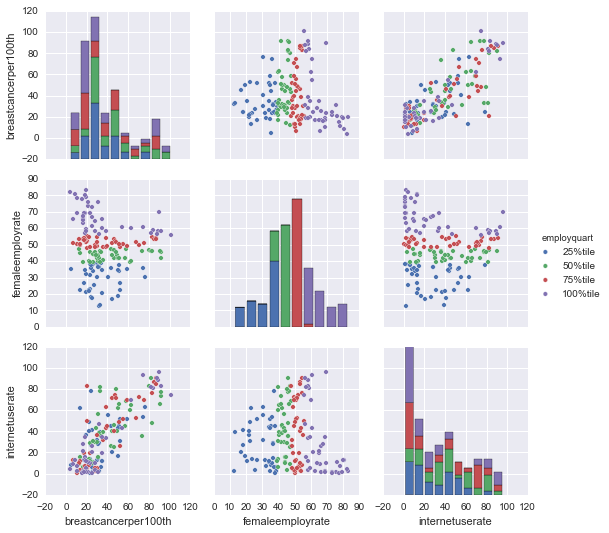 120
100
80
60
40
20
0
−20
breastcancerper100th
90
80
70
60
50
40
30
20
10
0
femaleemployrate
employquart
25%tile
50%tile
75%tile
100%tile
120
100
80
60
40
20
0
−20
internetuserate
−20 0 20 40 60 80 100 120
0 10 20 30 40 50 60 70 80 90
−20 0 20 40 60 80 100 120
breastcancerper100th
femaleemployrate
internetuserate